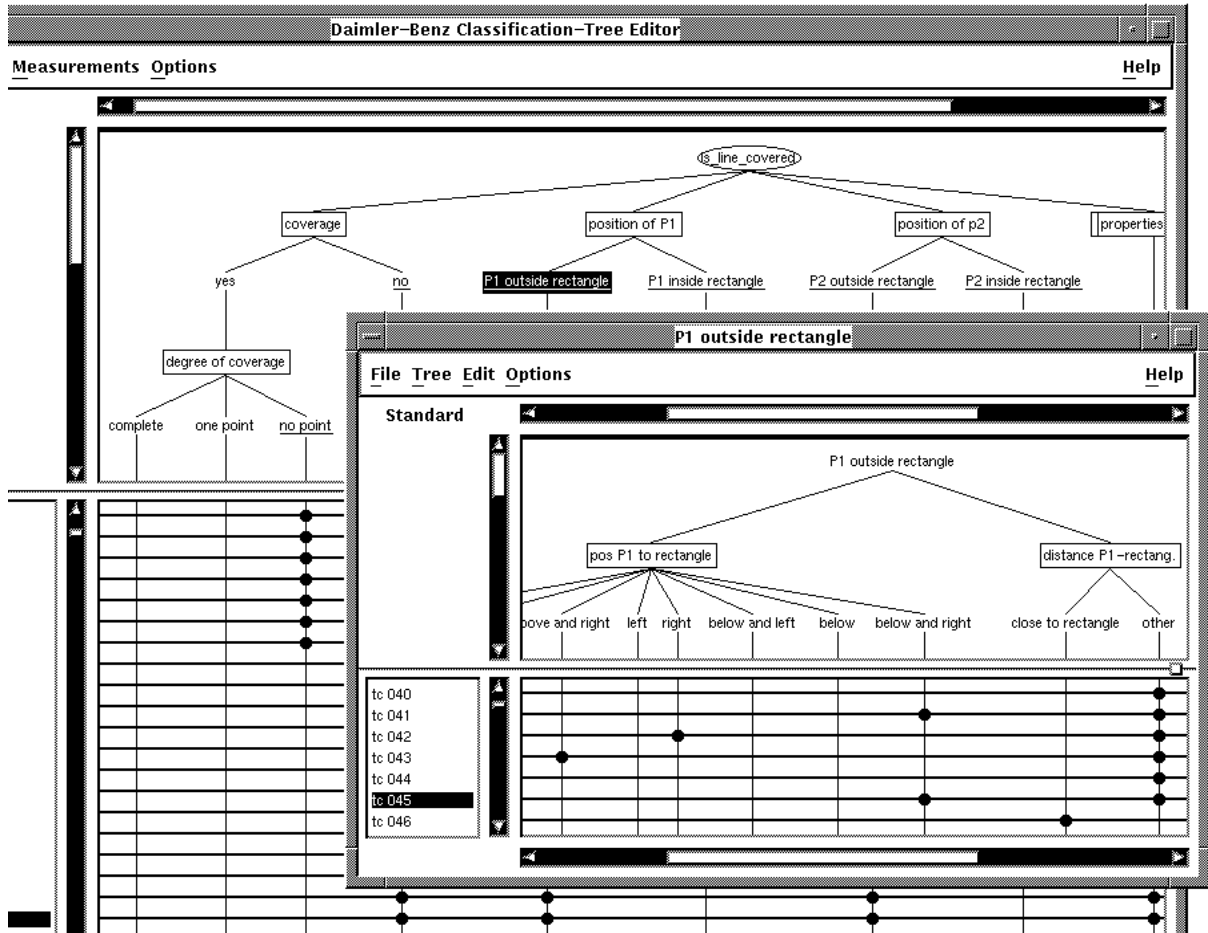 Daimler-Benz Classification-Tree Editor
Measurements Options Help
is_line_covered
coverage position of P1 position of p2 properties
yes no P1 outside rectangle P1 inside rectangle P2 outside rectangle P2 inside rectangle
degree of coverage
complete one point no point
P1 outside rectangle
File Tree Edit Options Help
Standard
P1 outside rectangle
pos P1 to rectangle distance P1-rectang.
and right left right below and left below below and right close to rectangle other
tc 040
tc 041
tc 042
tc 043
tc 044
tc 045
tc 046